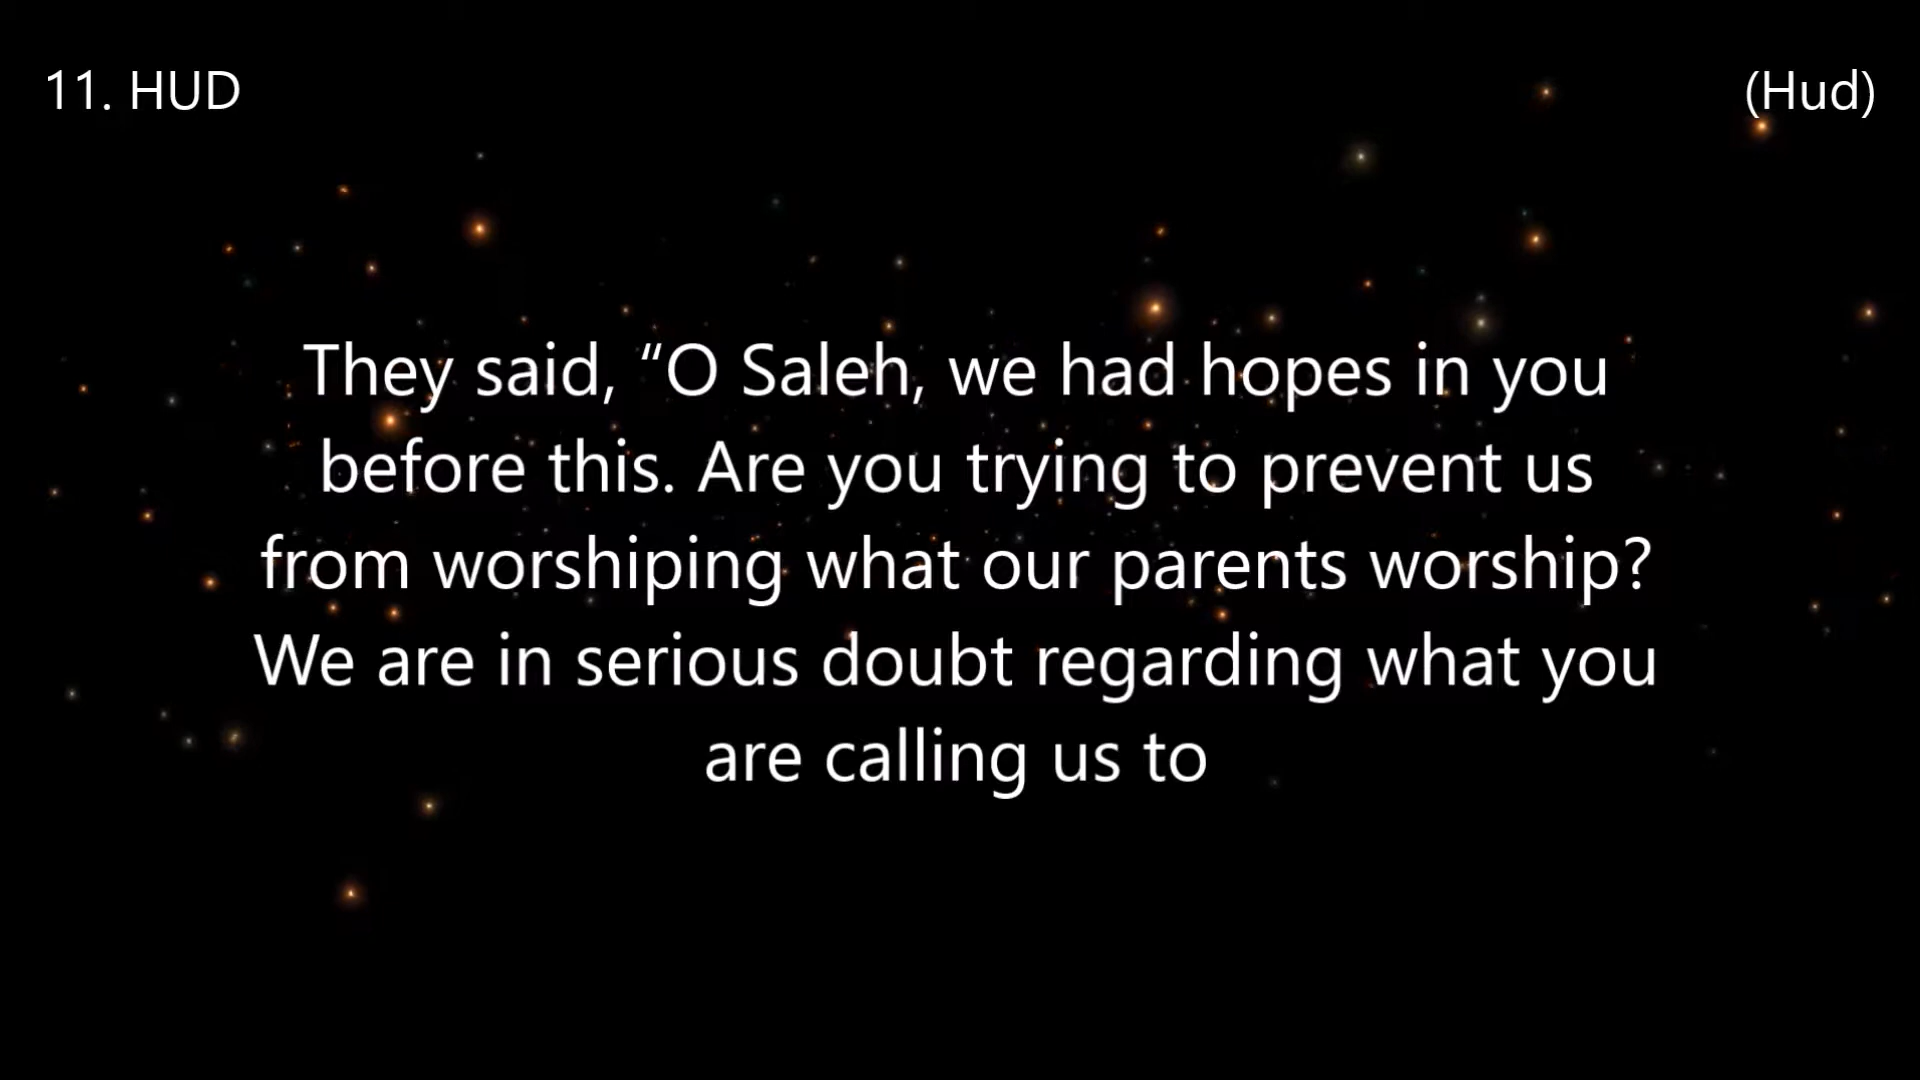 11. HUD
(Hud)
They said, “O Saleh, we had hopes in you
before this. Are you trying to prevent us
from worshiping what our parents worship?
We are in serious doubt regarding what you
are calling us to